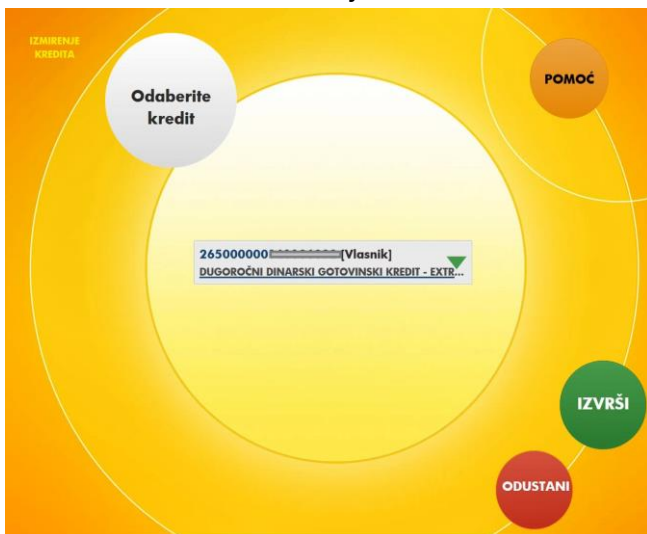 IZMIRENJE
KREDITA
Odaberite
kredit
POMOĆ
265000000 [Vlasnik]
DUGOROČNI DINARSKI GOTOVINSKI KREDIT - EXTR...
IZVRŠI
ODUSTANI